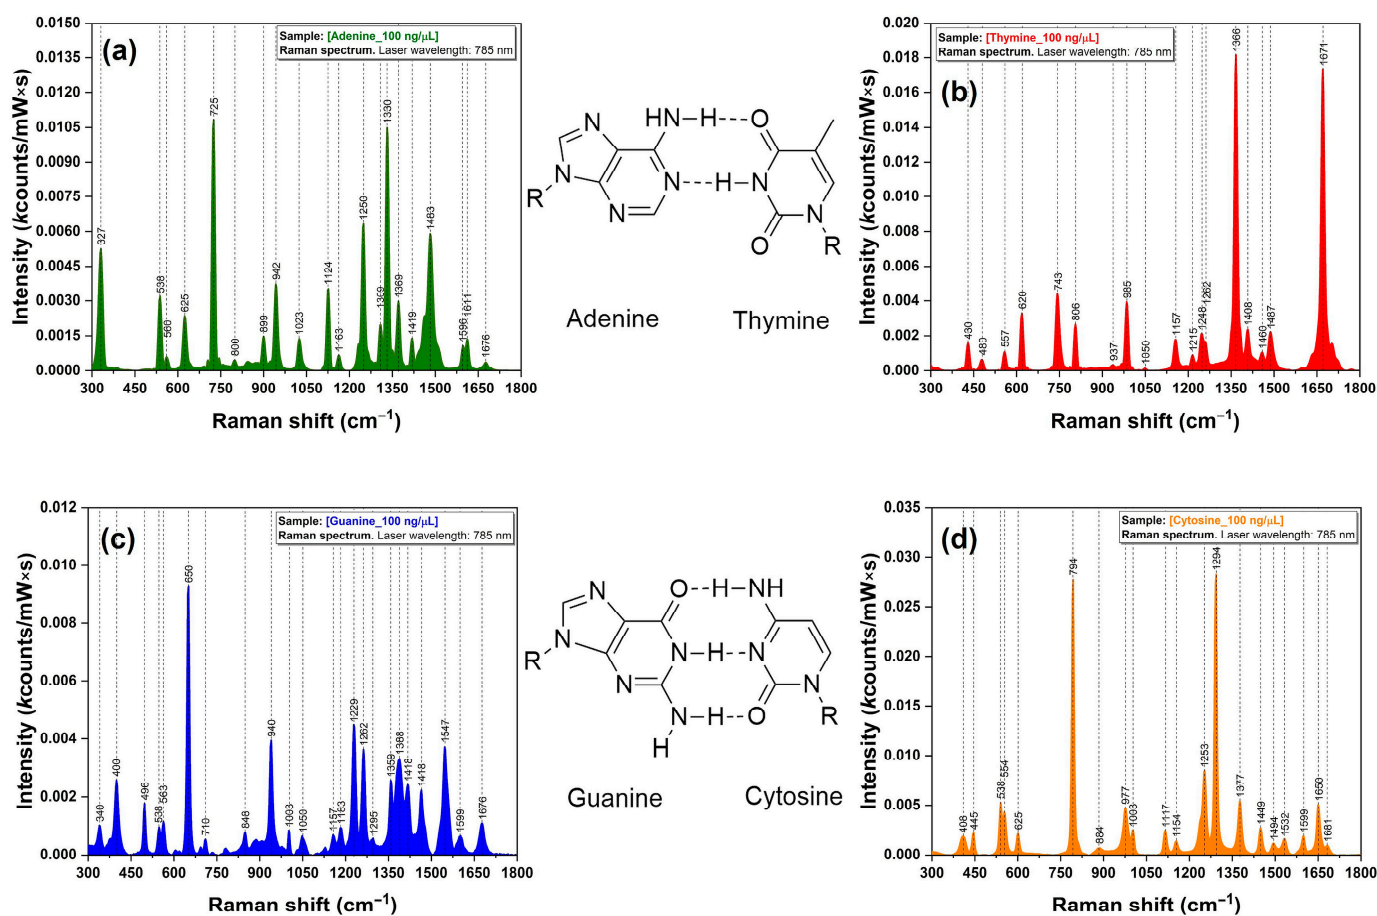 (a)
Sample: [Adenine_100 ng/µL]
Raman spectrum. Laser wavelength: 785 nm
Intensity (kcounts/mW×s)
0.0150
0.0135
0.0120
0.0105
0.0090
0.0075
0.0060
0.0045
0.0030
0.0015
0.0000
327
538
560
625
725
800
899
942
1023
1124
1163
1250
1309
1330
1369
1419
1483
1596
1611
1676
300 450 600 750 900 1050 1200 1350 1500 1650 1800
Raman shift (cm⁻¹)
N
N
R
N
N
NH
H
O
H
N
O
N
R
Adenine
Thymine
(b)
Sample: [Thymine_100 ng/µL]
Raman spectrum. Laser wavelength: 785 nm
Intensity (kcounts/mW×s)
0.020
0.018
0.016
0.014
0.012
0.010
0.008
0.006
0.004
0.002
0.000
430
480
557
620
743
806
937
985
1050
1157
1215
1248
1262
1366
1408
1460
1487
1671
300 450 600 750 900 1050 1200 1350 1500 1650 1800
Raman shift (cm⁻¹)
(c)
Sample: [Guanine_100 ng/µL]
Raman spectrum. Laser wavelength: 785 nm
Intensity (kcounts/mW×s)
0.012
0.010
0.008
0.006
0.004
0.002
0.000
340
400
496
538
563
650
710
848
940
1003
1050
1157
1183
1229
1262
1295
1359
1388
1418
1418
1547
1599
1676
300 450 600 750 900 1050 1200 1350 1500 1650 1800
Raman shift (cm⁻¹)
N
N
R
O
N
N
N
H
H
H
H
NH
N
O
N
R
Guanine
Cytosine
(d)
Sample: [Cytosine_100 ng/µL]
Raman spectrum. Laser wavelength: 785 nm
Intensity (kcounts/mW×s)
0.035
0.030
0.025
0.020
0.015
0.010
0.005
0.000
408
445
538
554
625
794
884
977
1003
1117
1154
1253
1294
1377
1449
1494
1532
1599
1650
1681
300 450 600 750 900 1050 1200 1350 1500 1650 1800
Raman shift (cm⁻¹)